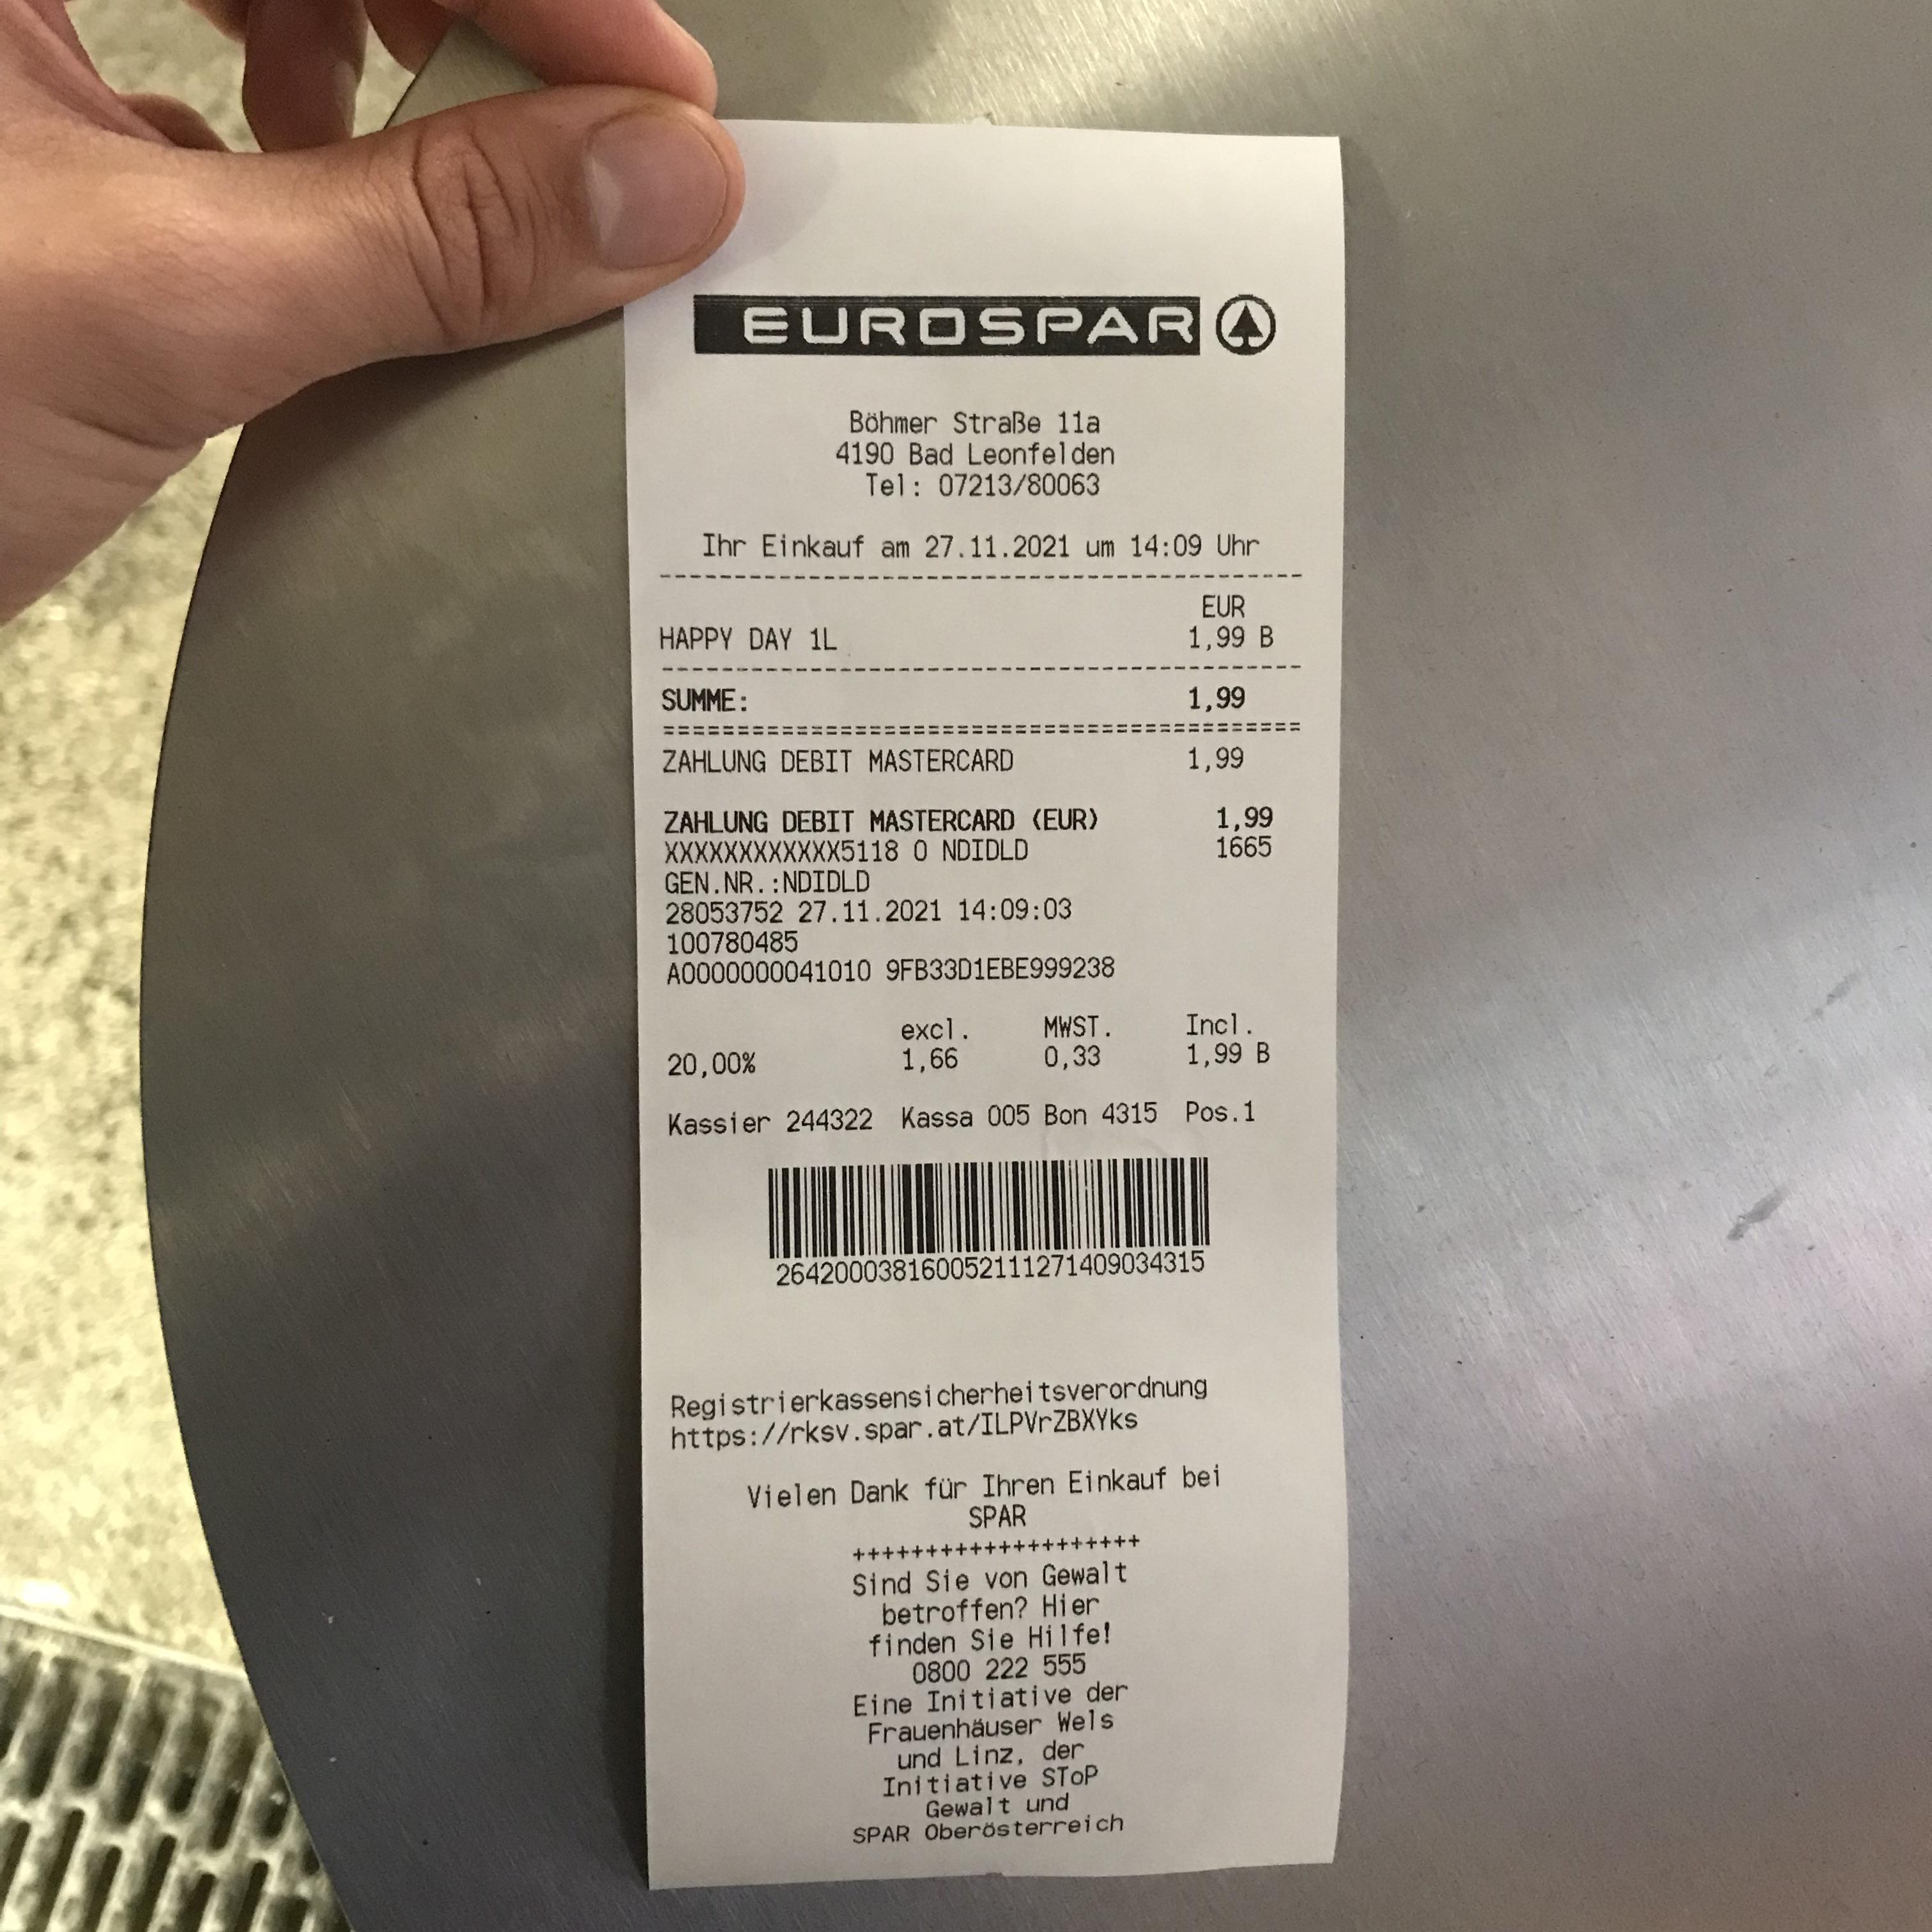 EUROSPAR
Böhmer Straße 11a
4190 Bad Leonfelden
Tel: 07213/80063
Ihr Einkauf am 27.11.2021 um 14:09 Uhr
--------------------------------------------
EUR
HAPPY DAY 1L 1,99 B
--------------------------------------------
SUMME: 1,99
============================================
ZAHLUNG DEBIT MASTERCARD 1,99
ZAHLUNG DEBIT MASTERCARD (EUR) 1,99
XXXXXXXXXXXX5118 0 NDIDLD 1665
GEN.NR.:NDIDLD
28053752 27.11.2021 14:09:03
100780485
A0000000041010 9FB33D1EBE999238
excl. MWST. Incl.
20,00% 1,66 0,33 1,99 B
Kassier 244322 Kassa 005 Bon 4315 Pos.1
264200038160052111271409034315
Registrierkassensicherheitsverordnung
https://rksv.spar.at/ILPVrZBXYks
Vielen Dank für Ihren Einkauf bei
SPAR
++++++++++++++++++++
Sind Sie von Gewalt
betroffen? Hier
finden Sie Hilfe!
0800 222 555
Eine Initiative der
Frauenhäuser Wels
und Linz, der
Initiative SToP
Gewalt und
SPAR Oberösterreich